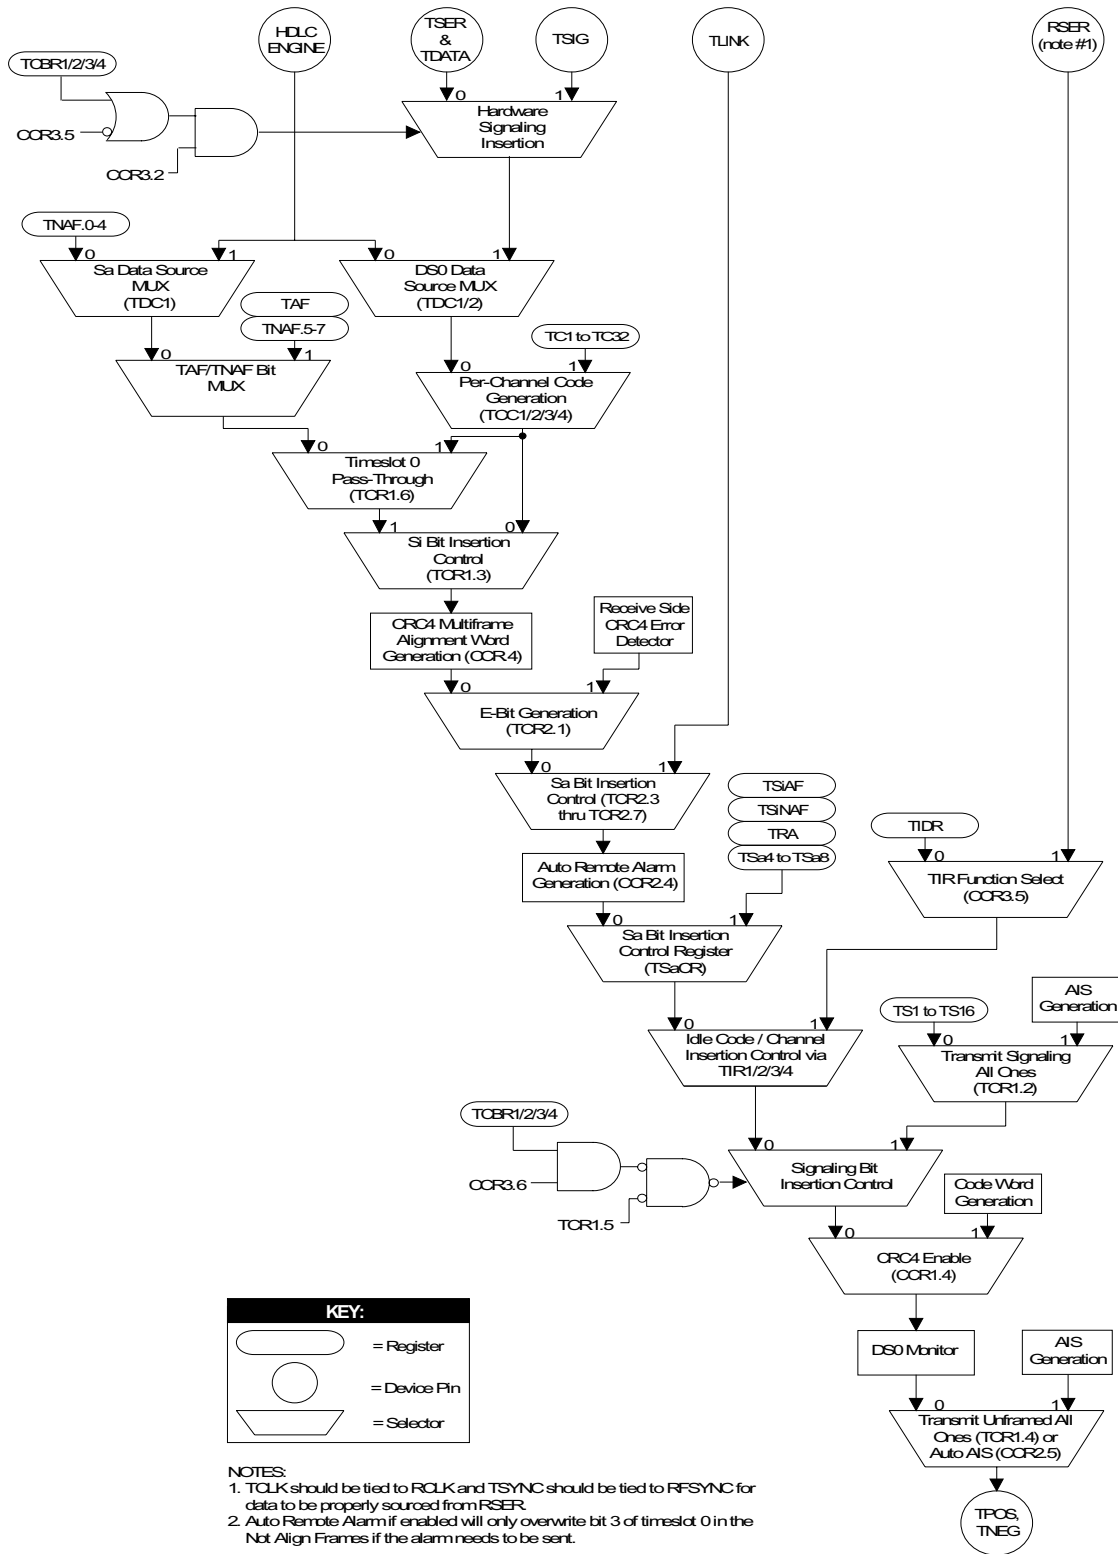 HDLC
ENGINE
TSER
&
TDATA
TSIG
TLINK
RSER
(note #1)
TCBR1/2/3/4
CCR3.5
CCR3.2
0
1
Hardware
Signaling
Insertion
TNAF.0-4
0
1
Sa Data Source
MUX
(TDC1)
0
1
DS0 Data
Source MUX
(TDC1/2)
TAF
TNAF.5-7
0
1
TAF/TNAF Bit
MUX
TC1 to TC32
0
1
Per-Channel Code
Generation
(TCC1/2/3/4)
0
1
Timeslot 0
Pass-Through
(TCR1.6)
1
0
Si Bit Insertion
Control
(TCR1.3)
CRC4 Multiframe
Alignment Word
Generation (CCR.4)
Receive Side
CRC4 Error
Detector
0
1
E-Bit Generation
(TCR2.1)
0
1
Sa Bit Insertion
Control (TCR2.3
thru TCR2.7)
TSiAF
TSiNAF
TRA
TSa4 to TSa8
Auto Remote Alarm
Generation (CCR2.4)
0
1
Sa Bit Insertion
Control Register
(TSaCR)
TIDR
0
1
TIR Function Select
(CCR3.5)
0
1
Idle Code / Channel
Insertion Control via
TIR1/2/3/4
TS1 to TS16
AIS
Generation
0
1
Transmit Signaling
All Ones
(TCR1.2)
TCBR1/2/3/4
CCR3.6
TCR1.5
0
1
Signaling Bit
Insertion Control
Code Word
Generation
0
1
CRC4 Enable
(CCR1.4)
DS0 Monitor
AIS
Generation
0
1
Transmit Unframed All
Ones (TCR1.4) or
Auto AIS (CCR2.5)
TPOS,
TNEG
KEY:
= Register
= Device Pin
= Selector
NOTES:
1. TCLK should be tied to RCLK and TSYNC should be tied to RFSYNC for
data to be properly sourced from RSER.
2. Auto Remote Alarm if enabled will only overwrite bit 3 of timeslot 0 in the
Not Align Frames if the alarm needs to be sent.